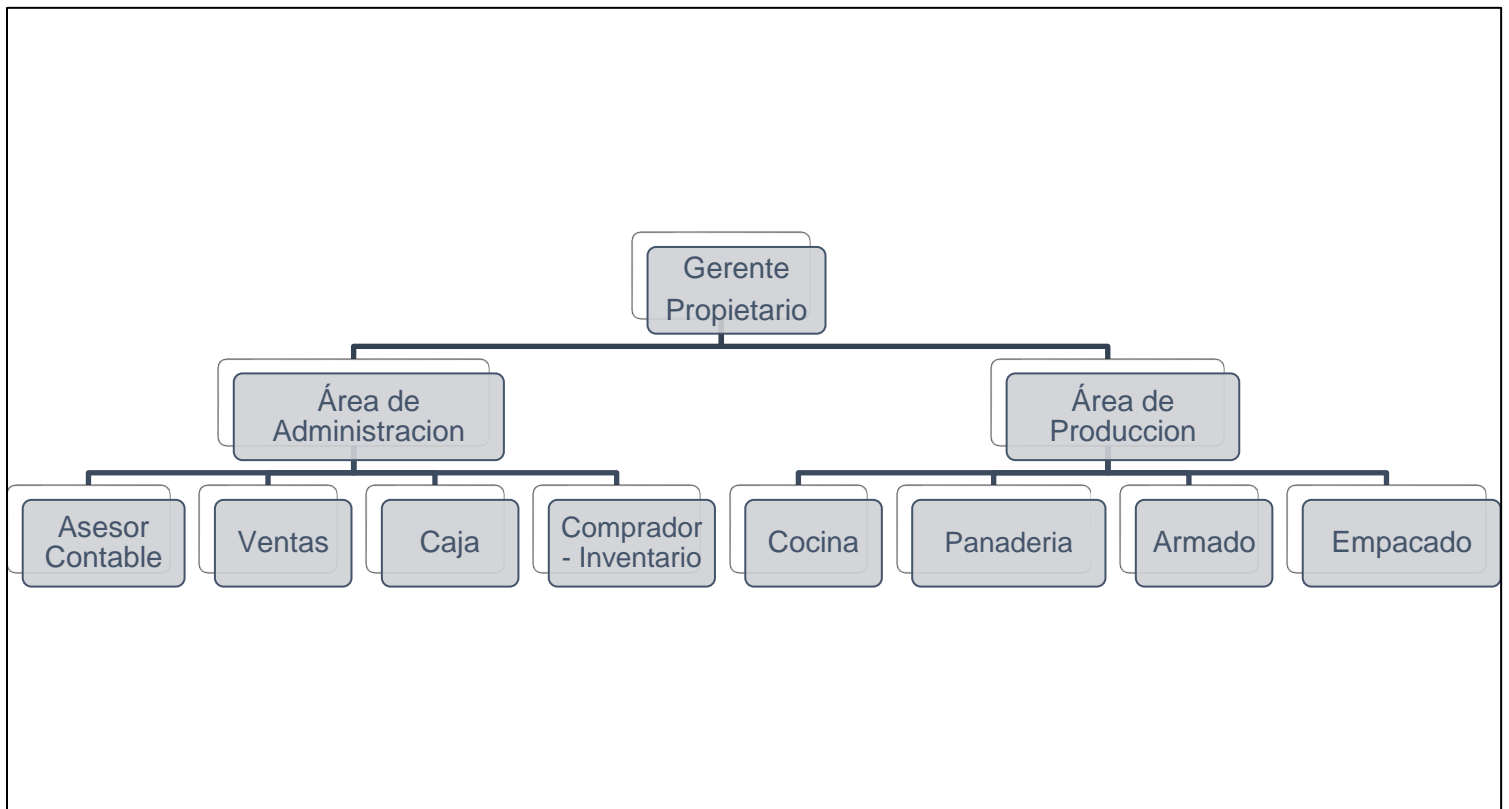 Gerente
Propietario
Área de
Administracion
Área de
Produccion
Asesor
Contable
Ventas
Caja
Comprador
- Inventario
Cocina
Panaderia
Armado
Empacado